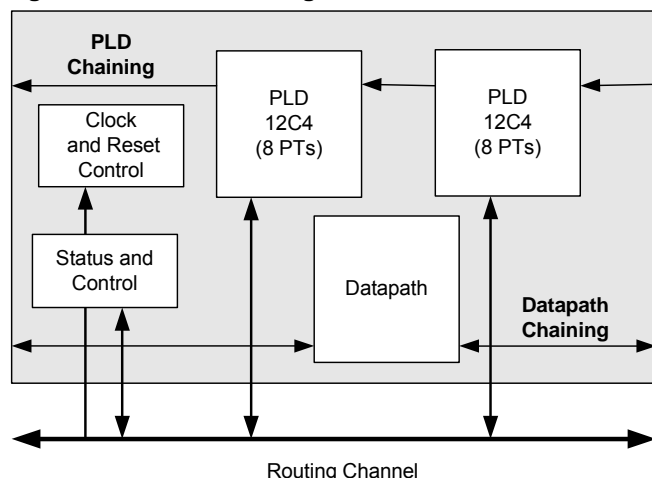 PLD
Chaining
PLD
12C4
(8 PTs)
PLD
12C4
(8 PTs)
Clock
and Reset
Control
Status and
Control
Datapath
Datapath
Chaining
Routing Channel